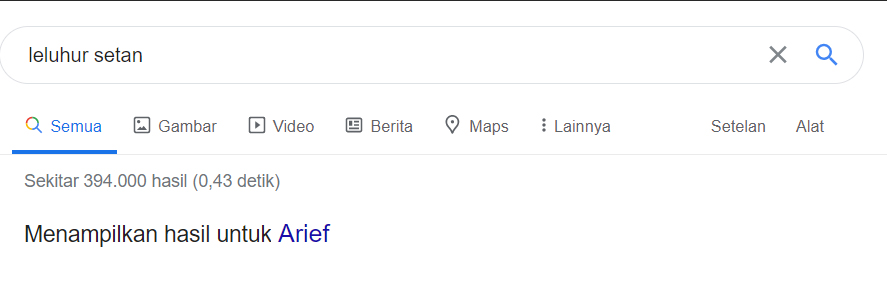 leluhur setan
Semua Gambar Video Berita Maps Lainnya Setelan Alat
Sekitar 394.000 hasil (0,43 detik)
Menampilkan hasil untuk Arief